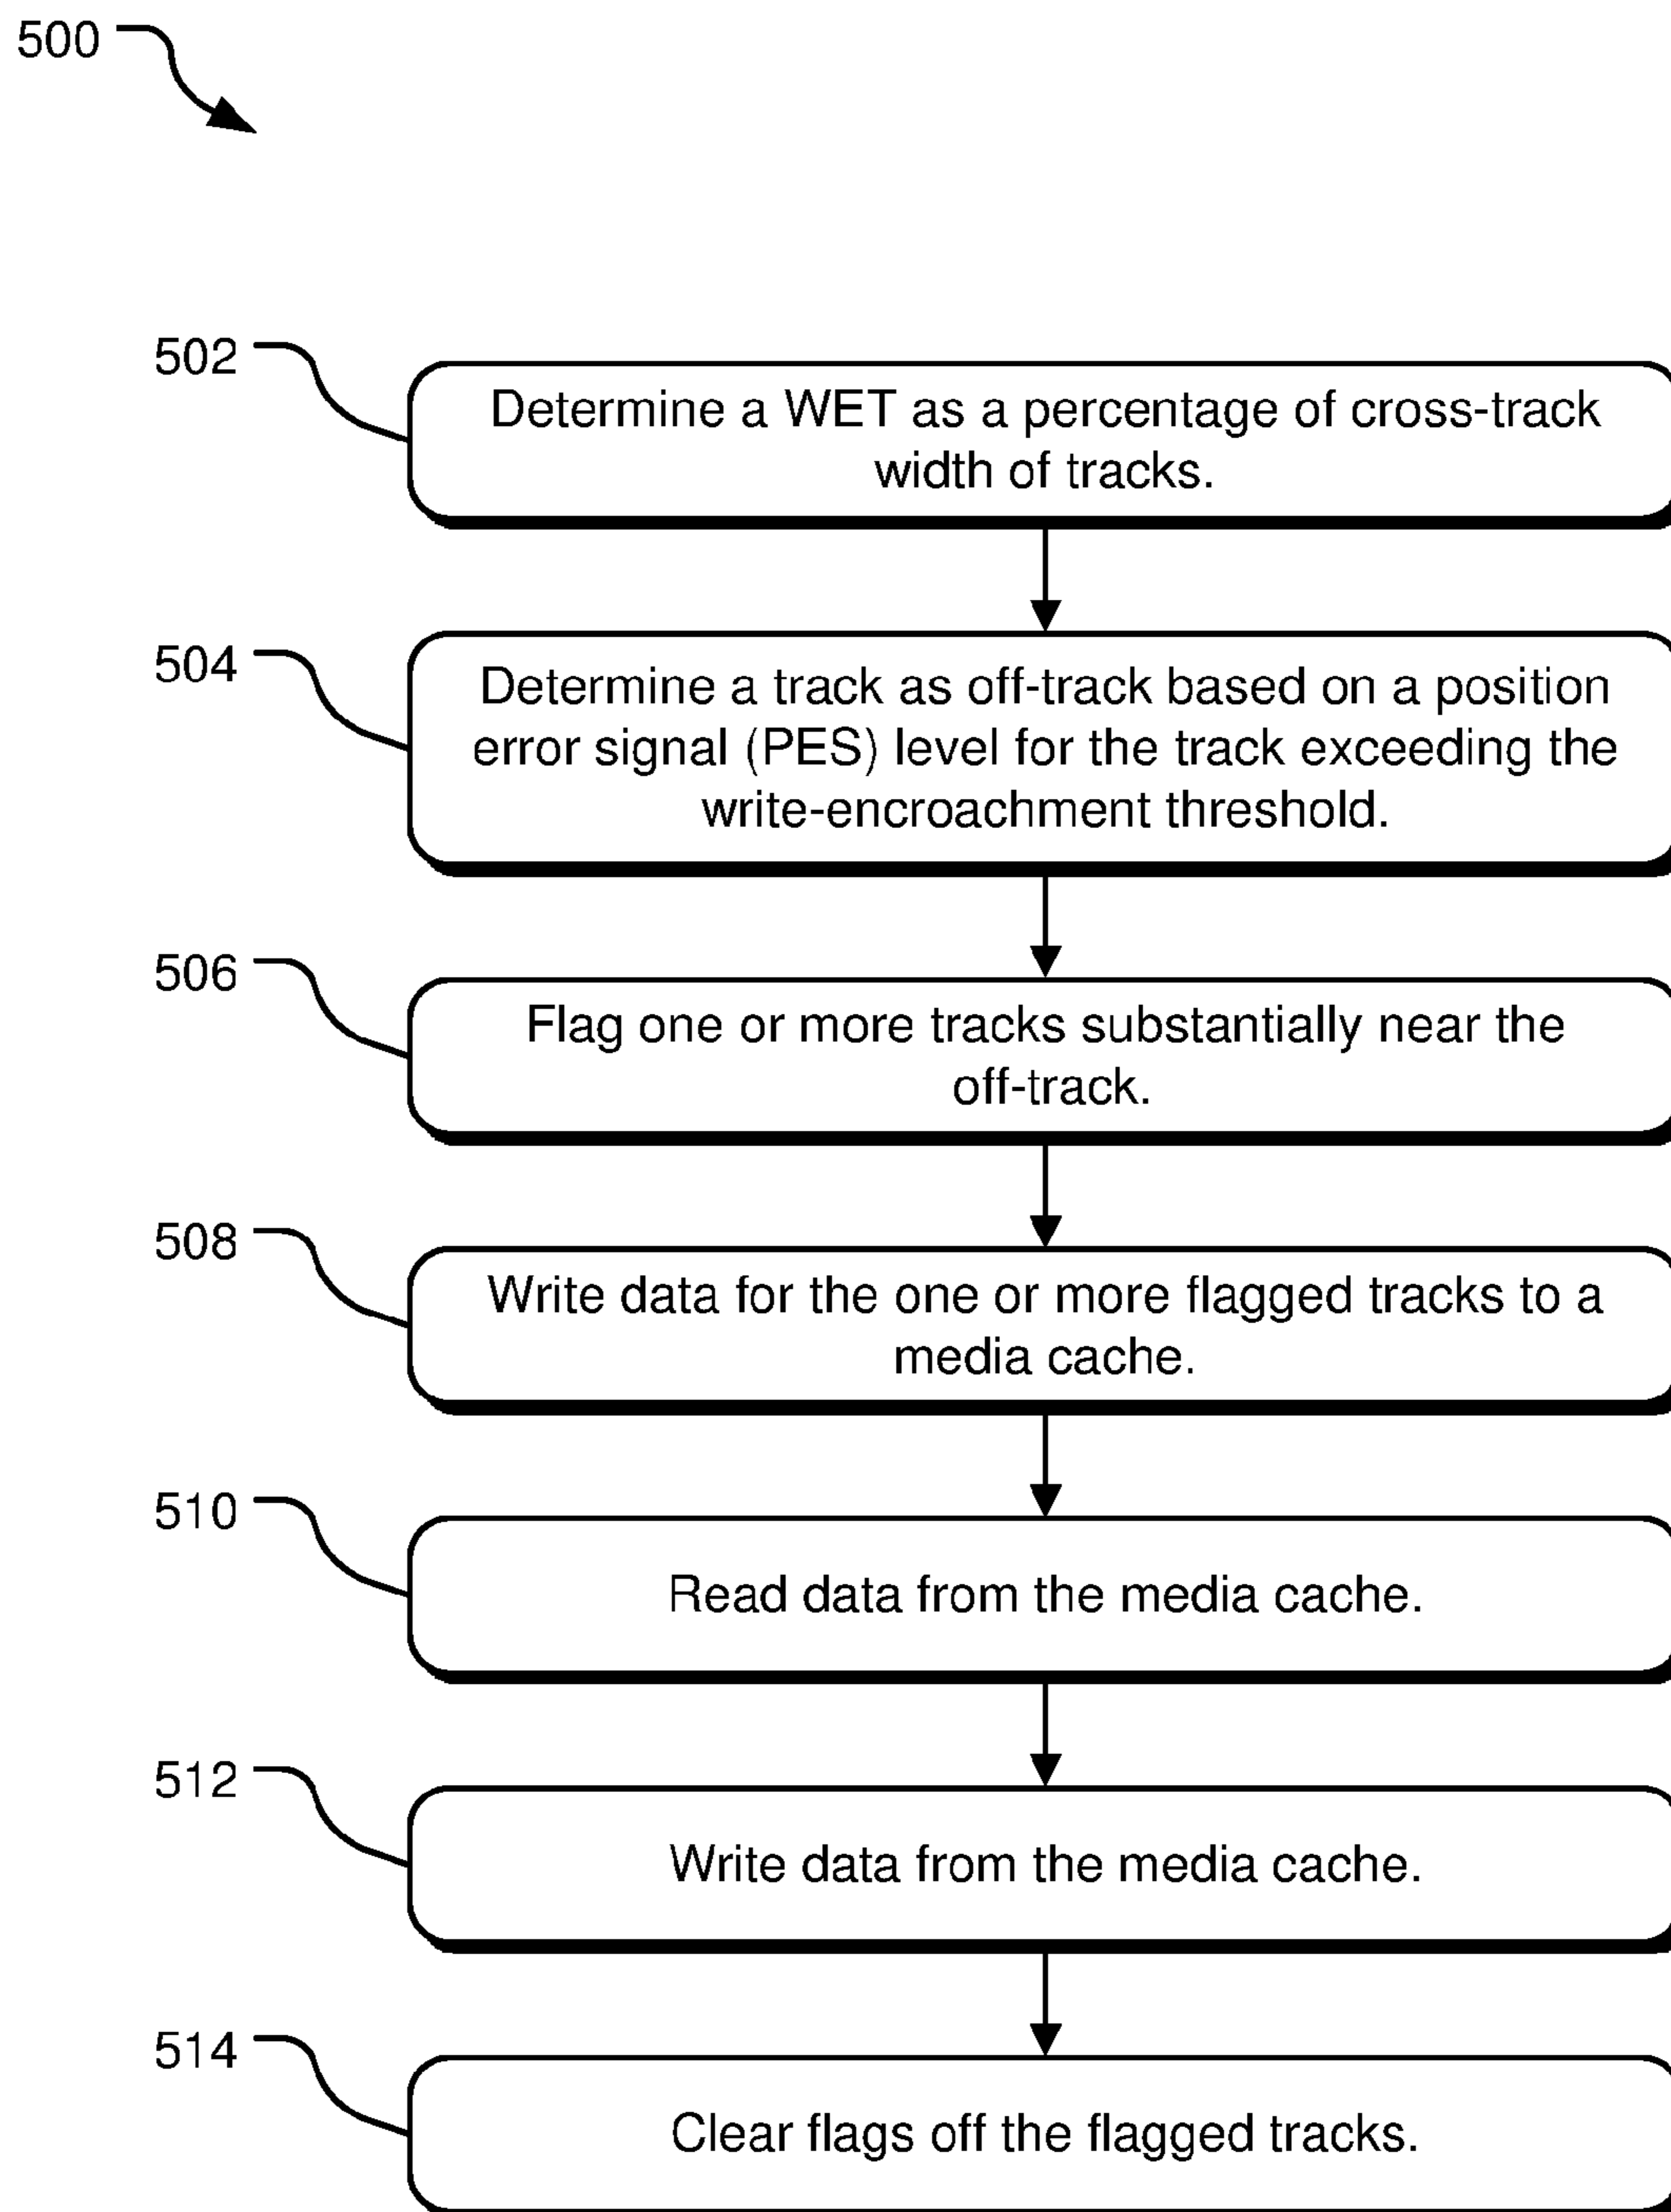 500
502
Determine a WET as a percentage of cross-track
width of tracks.
504
Determine a track as off-track based on a position
error signal (PES) level for the track exceeding the
write-encroachment threshold.
506
Flag one or more tracks substantially near the
off-track.
508
Write data for the one or more flagged tracks to a
media cache.
510
Read data from the media cache.
512
Write data from the media cache.
514
Clear flags off the flagged tracks.